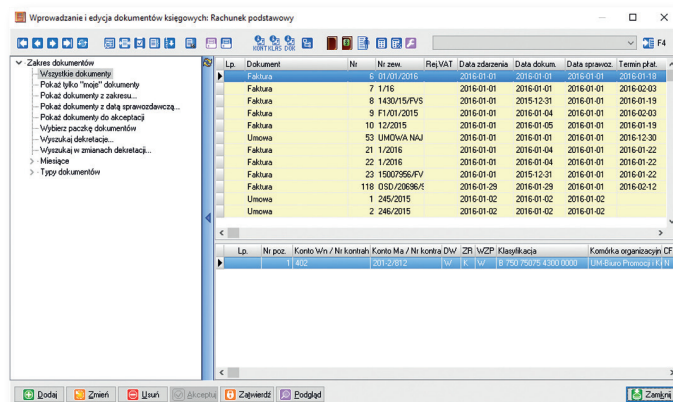 Wprowadzanie i edycja dokumentów księgowych: Rachunek podstawowy
KONT KLAS DOK
F4
Zakres dokumentów
Wszystkie dokumenty
Pokaż tylko "moje" dokumenty
Pokaż dokumenty z zakresu...
Pokaż dokumenty z datą sprawozdawczą...
Pokaż dokumenty do akceptacji
Wybierz paczkę dokumentów
Wyszukaj dekretacje...
Wyszukaj w zmianach dekretacji...
Miesiące
Typy dokumentów
Lp. Dokument Nr Nr zew. Rej.VAT Data zdarzenia Data dokum. Data sprawoz. Termin płat.
Faktura 6 01/01/2016 2016-01-01 2016-01-01 2016-01-01 2016-01-18
Faktura 7 1/16 2016-01-01 2016-01-01 2016-01-01 2016-02-03
Faktura 8 1430/15/FVS 2016-01-01 2015-12-31 2016-01-01 2016-01-19
Faktura 9 F1/01/2015 2016-01-01 2016-01-04 2016-01-01 2016-02-03
Faktura 10 12/2015 2016-01-01 2016-01-05 2016-01-01 2016-01-19
Umowa 53 UMOWA NAJ 2016-01-01 2016-01-01 2016-01-01 2016-12-30
Faktura 21 1/2016 2016-01-01 2016-01-04 2016-01-01 2016-01-22
Faktura 22 1/2016 2016-01-01 2016-01-04 2016-01-01 2016-01-22
Faktura 23 15007956/FV 2016-01-01 2015-12-31 2016-01-01 2016-01-22
Faktura 118 OSD/20696/S 2016-01-29 2016-01-29 2016-01-01 2016-02-12
Umowa 1 245/2015 2016-01-02 2016-01-02 2016-01-02
Umowa 2 246/2015 2016-01-02 2016-01-02 2016-01-02
Lp. Nr poz. Konto Wn / Nr kontrah Konto Ma / Nr kontra DW ZR WZP Klasyfikacja Komórka organizacyjn CF
1 402 201-2/812 W K W B 750 75075 4300 0000 UM-Biuro Promocji i K N
Dodaj Zmień Usuń Akceptuj Zatwierdź Podgląd Zamknij